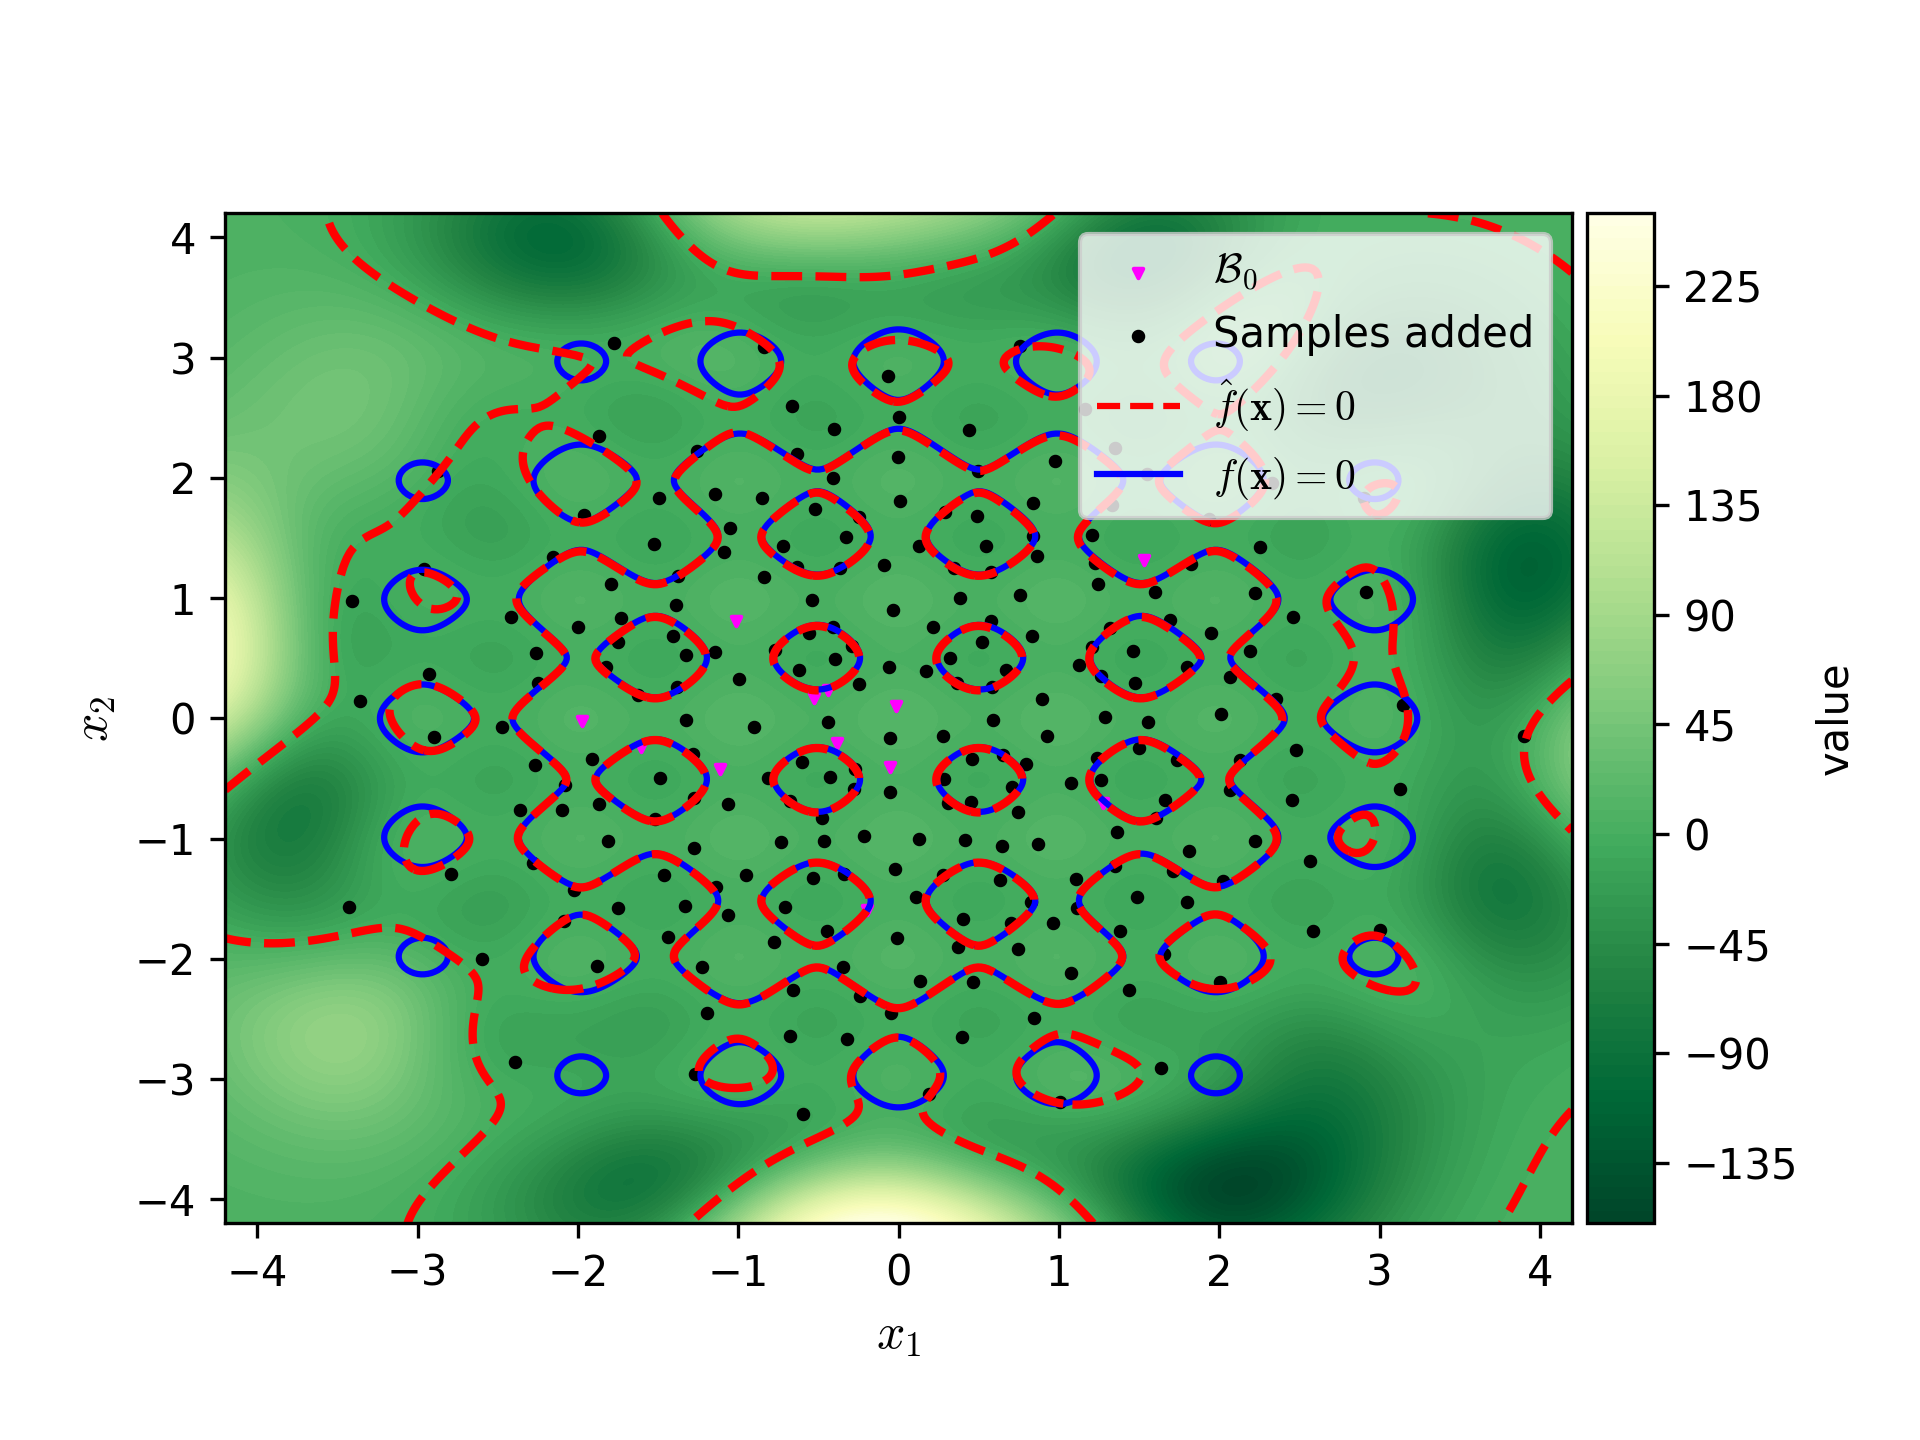 𝓑₀
Samples added
f̂(𝐱) = 0
f(𝐱) = 0
4
3
2
1
0
−1
−2
−3
−4
x₂
−4 −3 −2 −1 0 1 2 3 4
x₁
225
180
135
90
45
0
−45
−90
−135
value